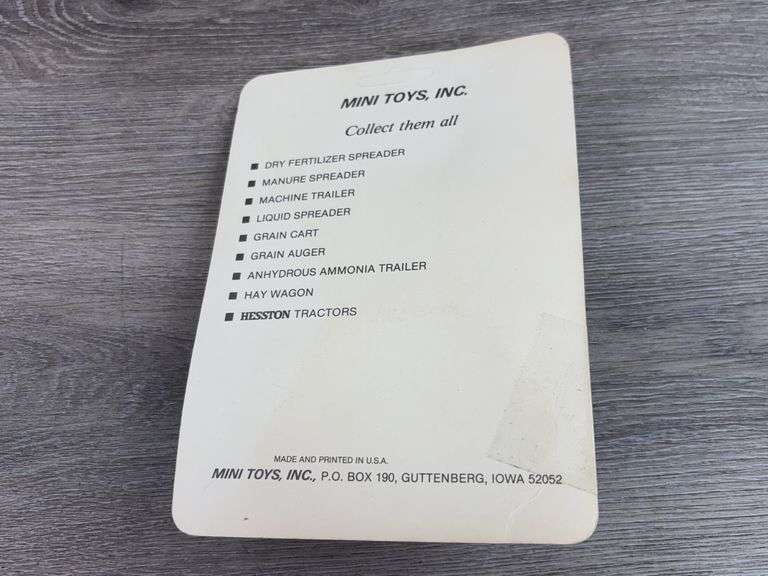 MINI TOYS, INC.
Collect them all
■ DRY FERTILIZER SPREADER
■ MANURE SPREADER
■ MACHINE TRAILER
■ LIQUID SPREADER
■ GRAIN CART
■ GRAIN AUGER
■ ANHYDROUS AMMONIA TRAILER
■ HAY WAGON
■ HESSTON TRACTORS
MADE AND PRINTED IN U.S.A.
MINI TOYS, INC., P.O. BOX 190, GUTTENBERG, IOWA 52052